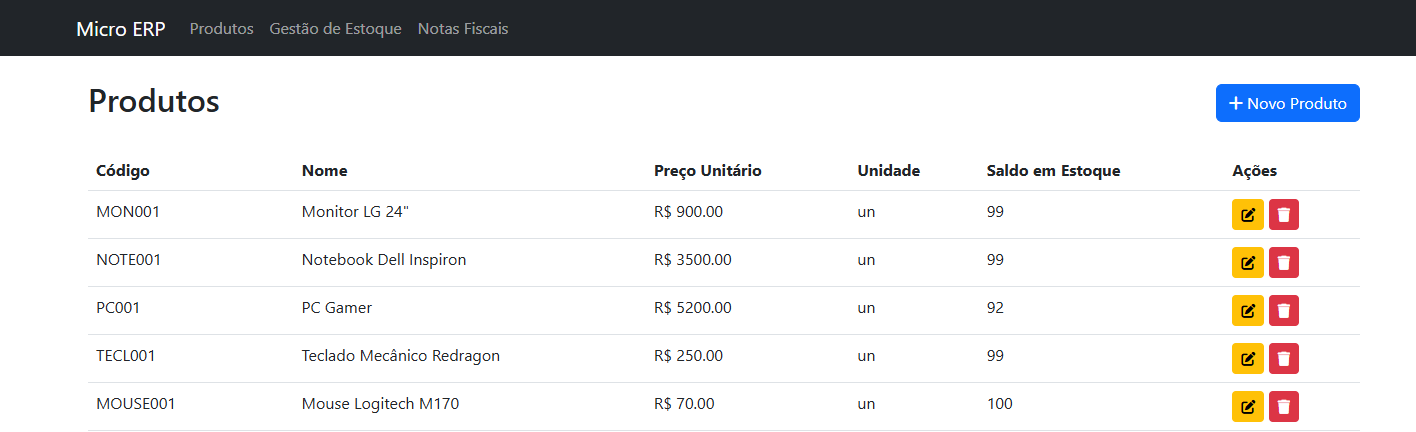 Micro ERP Produtos Gestão de Estoque Notas Fiscais
Produtos
Novo Produto
Código Nome Preço Unitário Unidade Saldo em Estoque Ações
MON001 Monitor LG 24" R$ 900.00 un 99
NOTE001 Notebook Dell Inspiron R$ 3500.00 un 99
PC001 PC Gamer R$ 5200.00 un 92
TECL001 Teclado Mecânico Redragon R$ 250.00 un 99
MOUSE001 Mouse Logitech M170 R$ 70.00 un 100